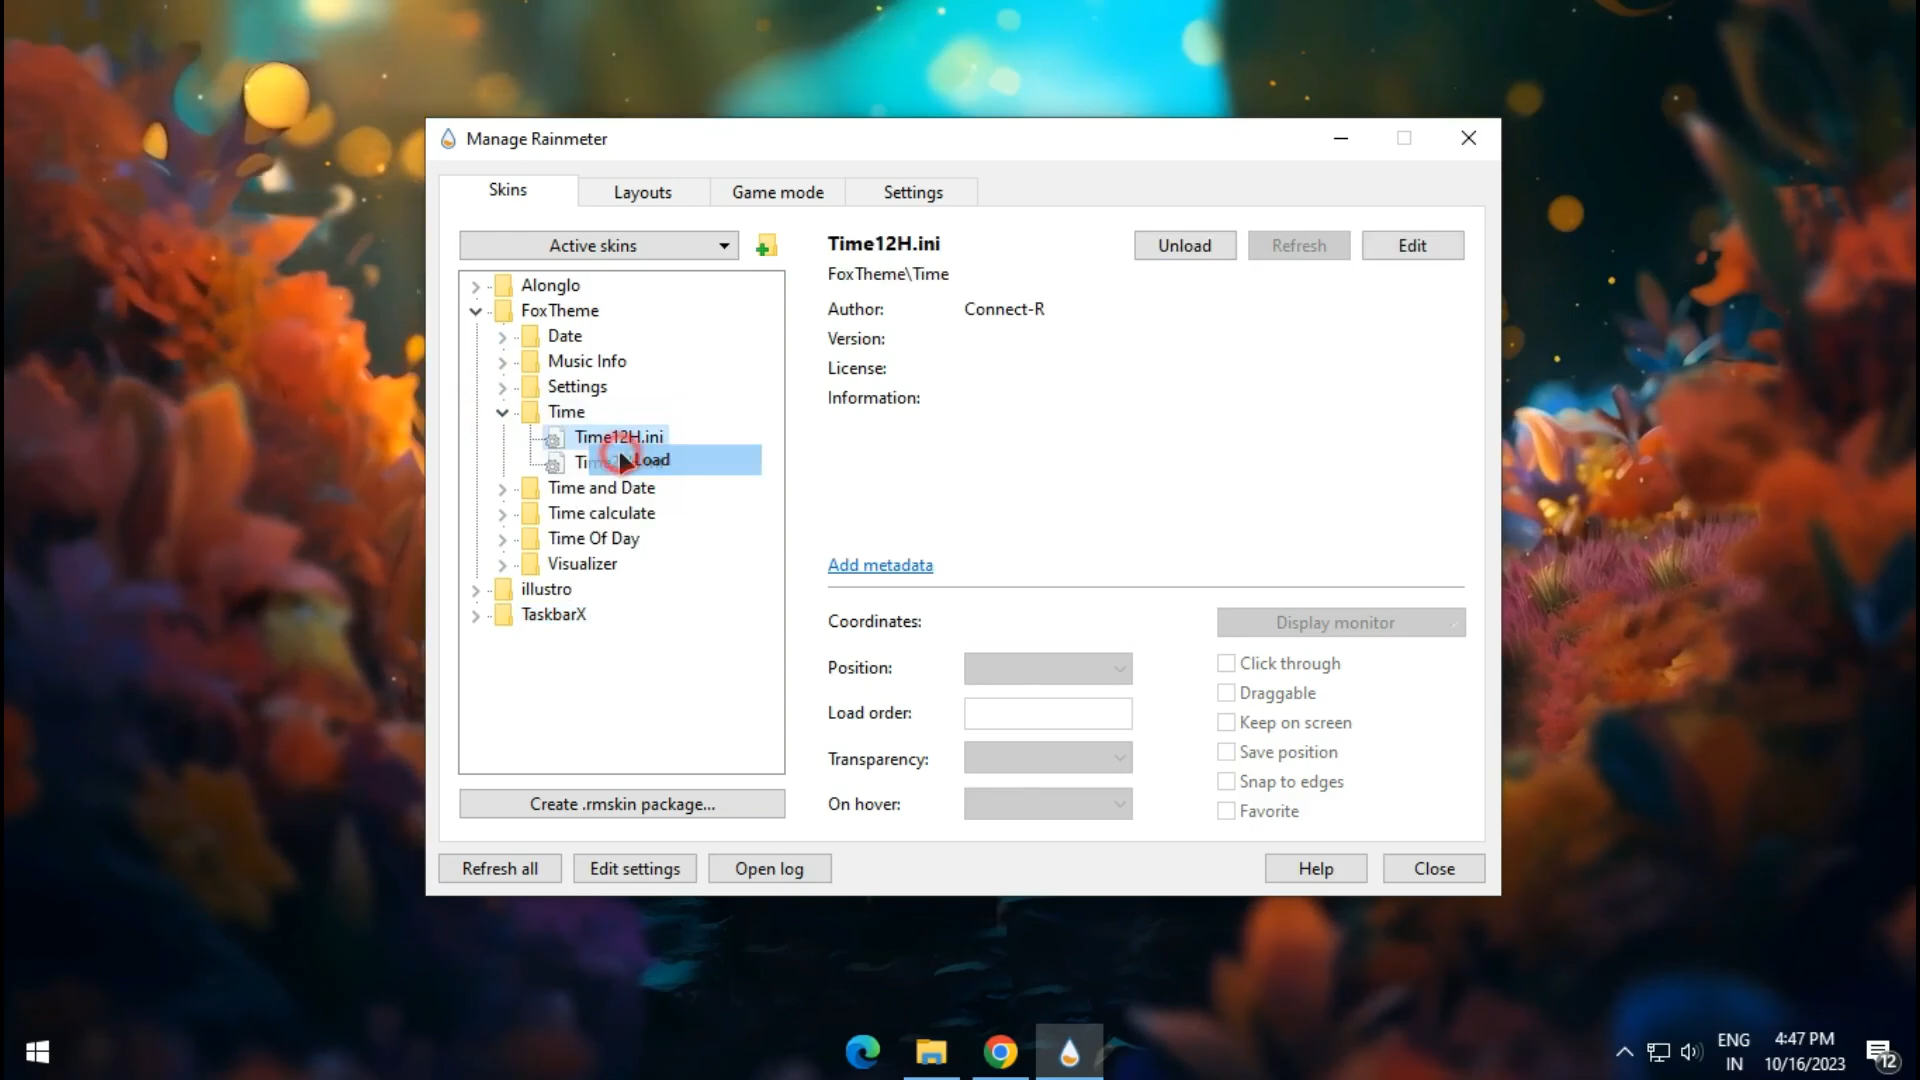 Manage Rainmeter
Skins
Layouts
Game mode
Settings
Active skins
Alonglo
FoxTheme
Date
Music Info
Settings
Time
Time12H.ini
Load
Time and Date
Time calculate
Time Of Day
Visualizer
illustro
TaskbarX
Create .rmskin package...
Time12H.ini
Unload
Refresh
Edit
FoxTheme\Time
Author: Connect-R
Version:
License:
Information:
Add metadata
Coordinates:
Display monitor
Position:
Load order:
Transparency:
On hover:
Click through
Draggable
Keep on screen
Save position
Snap to edges
Favorite
Refresh all
Edit settings
Open log
Help
Close
ENG
IN
4:47 PM
10/16/2023
12